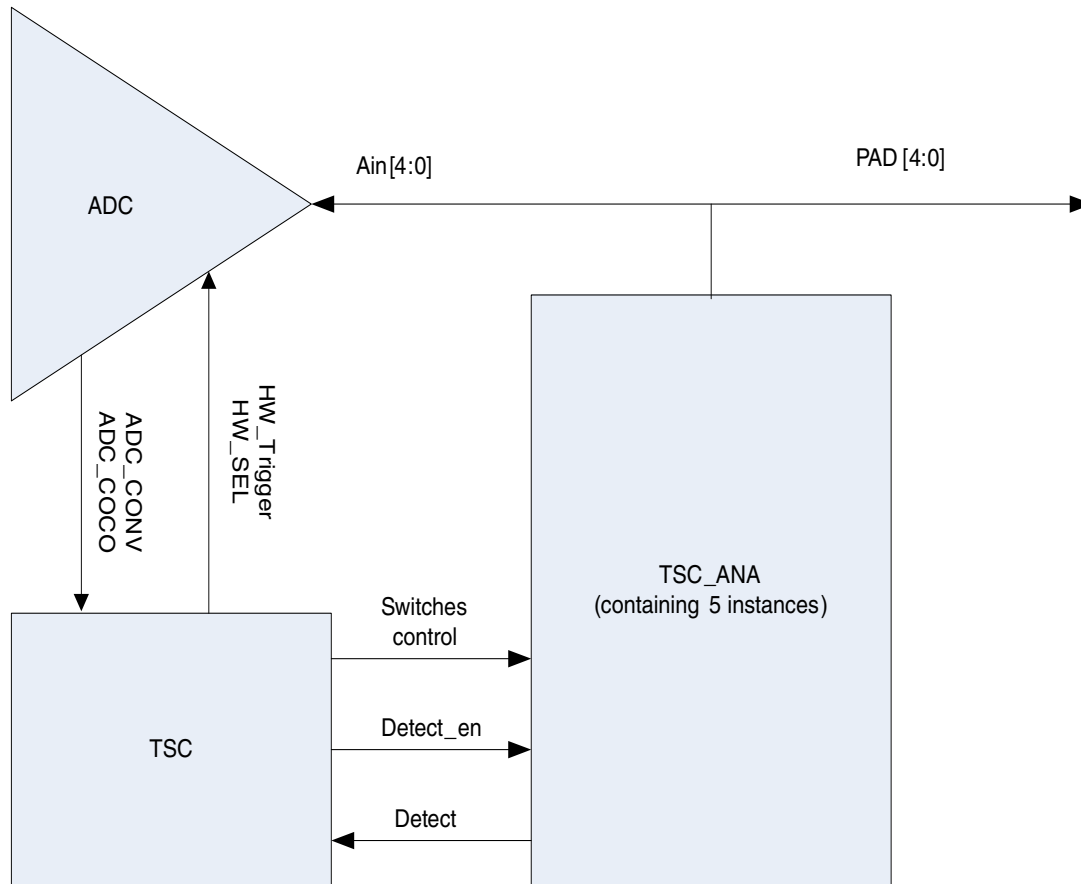 Ain[4:0]
PAD [4:0]
ADC
HW_Trigger
HW_SEL
ADC_CONV
ADC_COCO
TSC_ANA
(containing 5 instances)
Switches
control
Detect_en
TSC
Detect